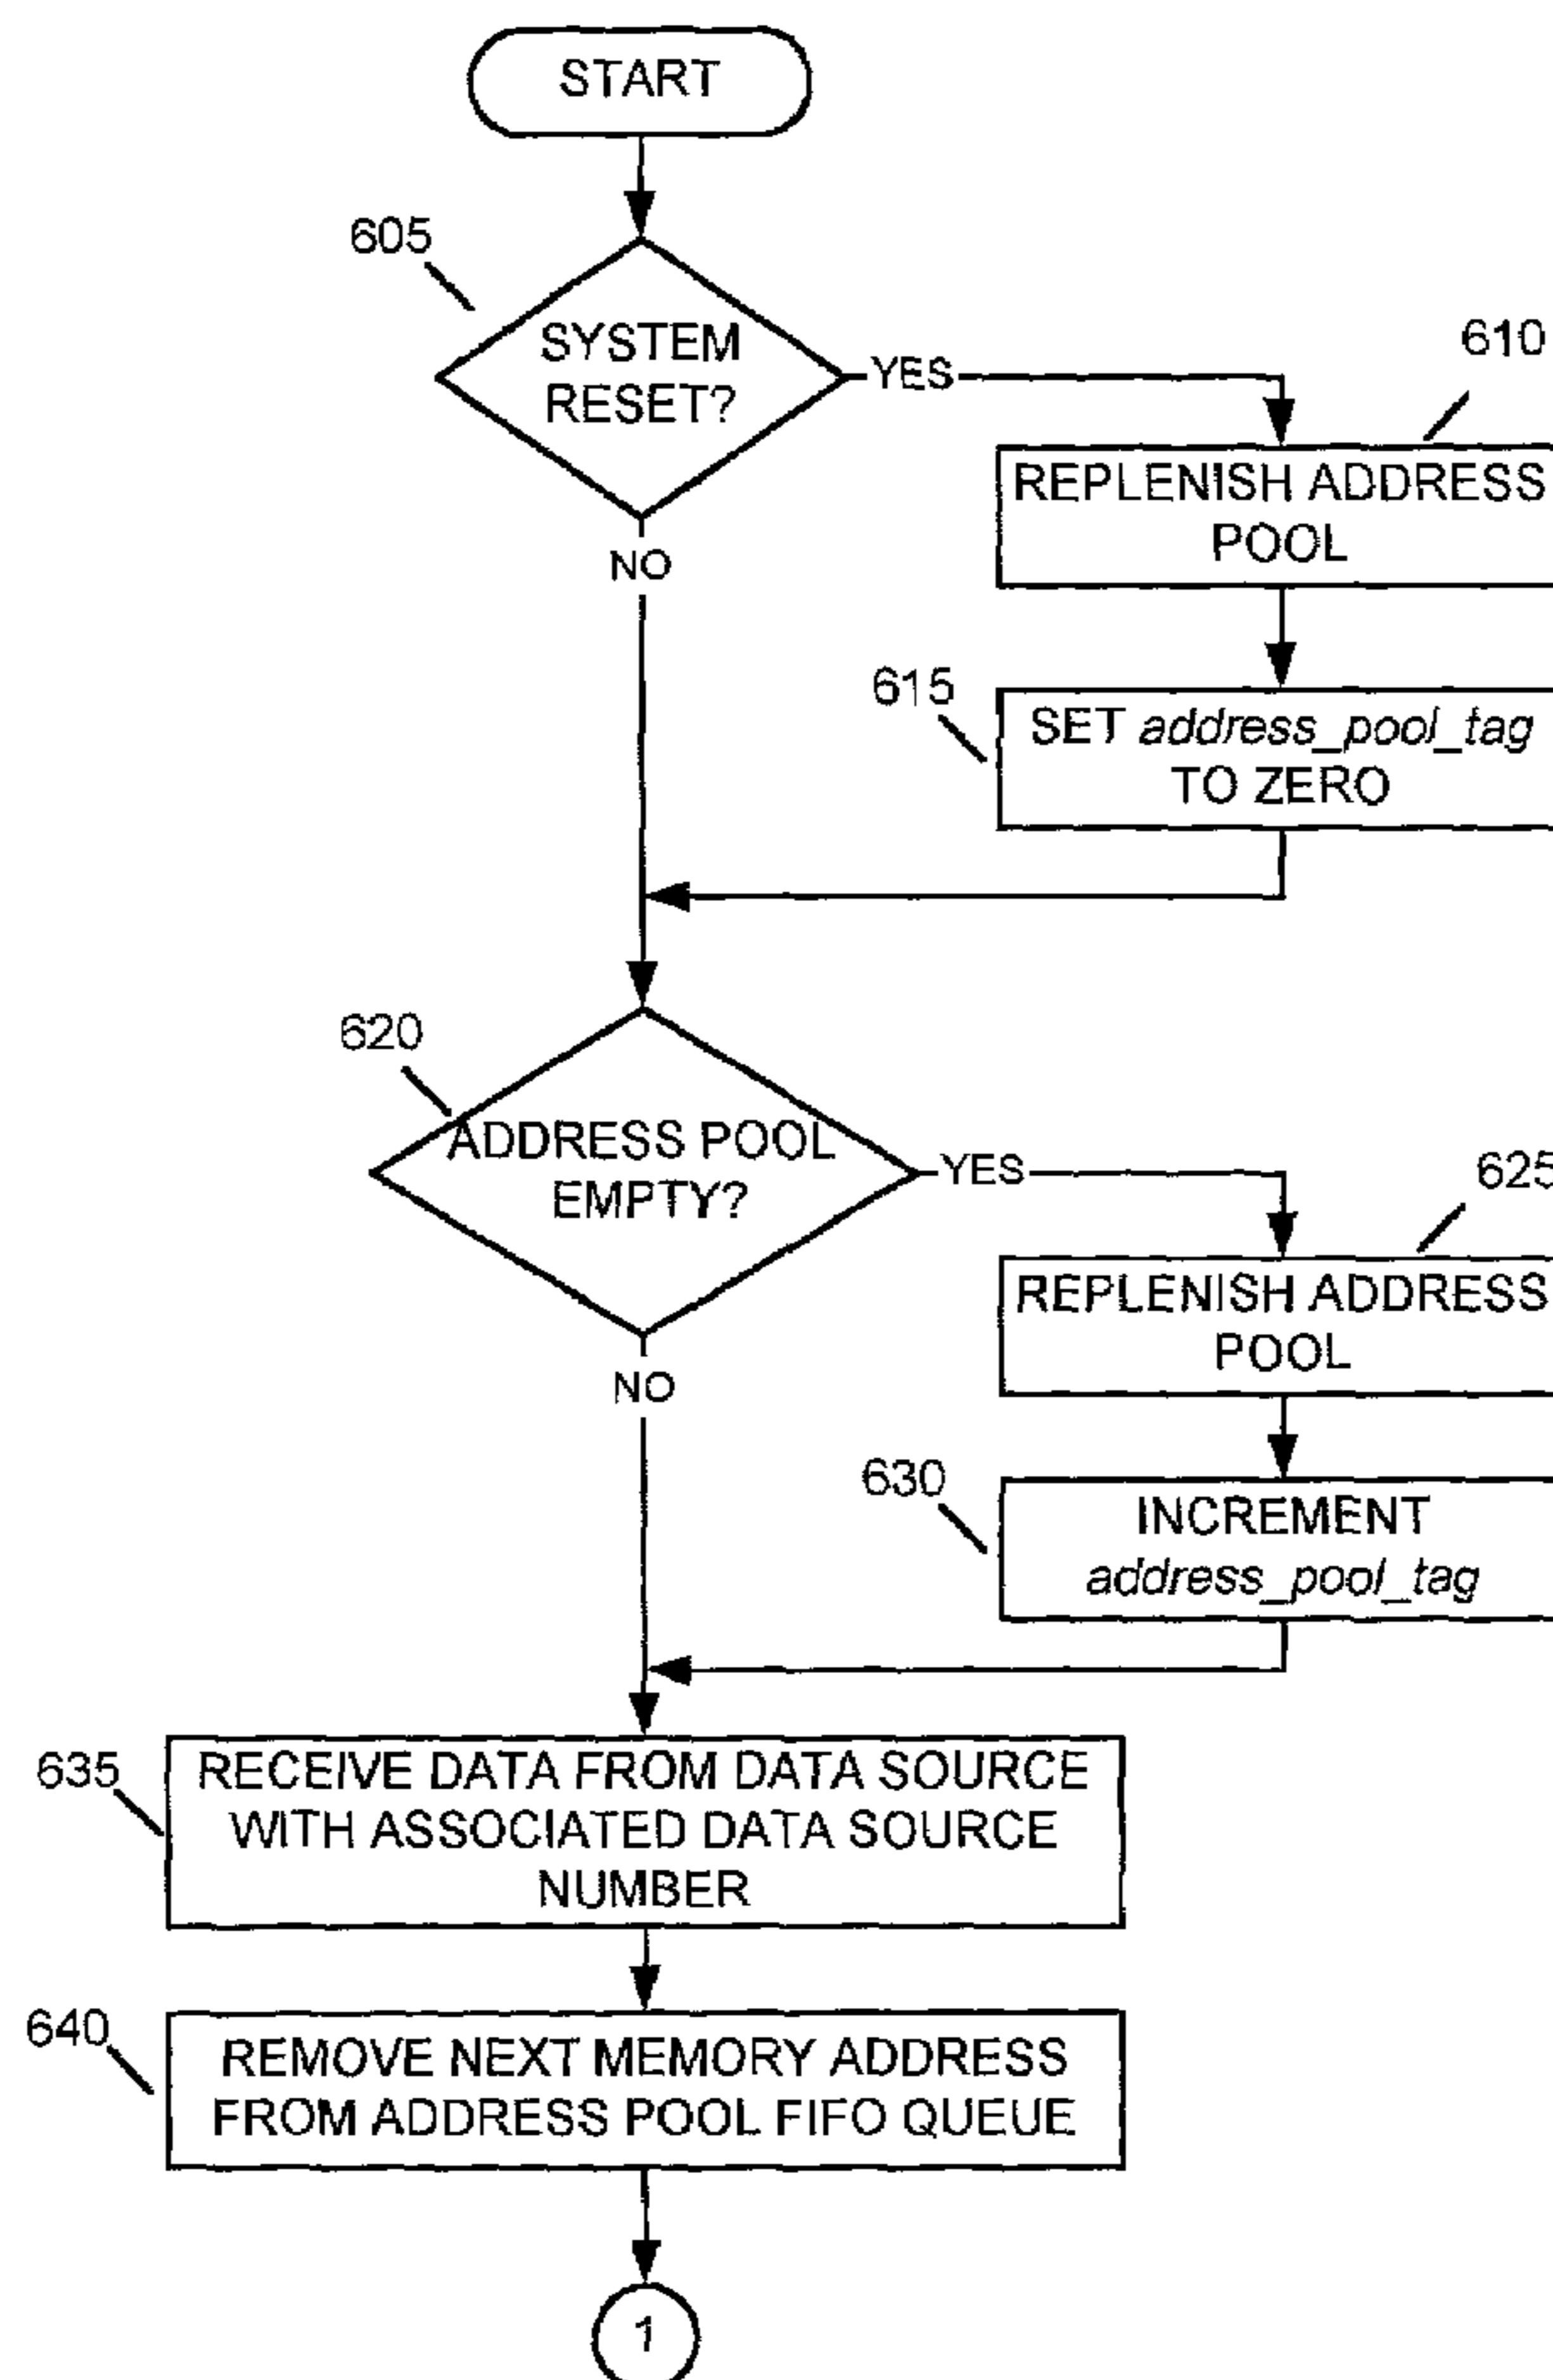 START
605
SYSTEM
RESET?
YES
610
REPLENISH ADDRESS
POOL
NO
615
SET address_pool_tag
TO ZERO
620
ADDRESS POOL
EMPTY?
YES
625
REPLENISH ADDRESS
POOL
NO
630
INCREMENT
address_pool_tag
635
RECEIVE DATA FROM DATA SOURCE
WITH ASSOCIATED DATA SOURCE
NUMBER
640
REMOVE NEXT MEMORY ADDRESS
FROM ADDRESS POOL FIFO QUEUE
1